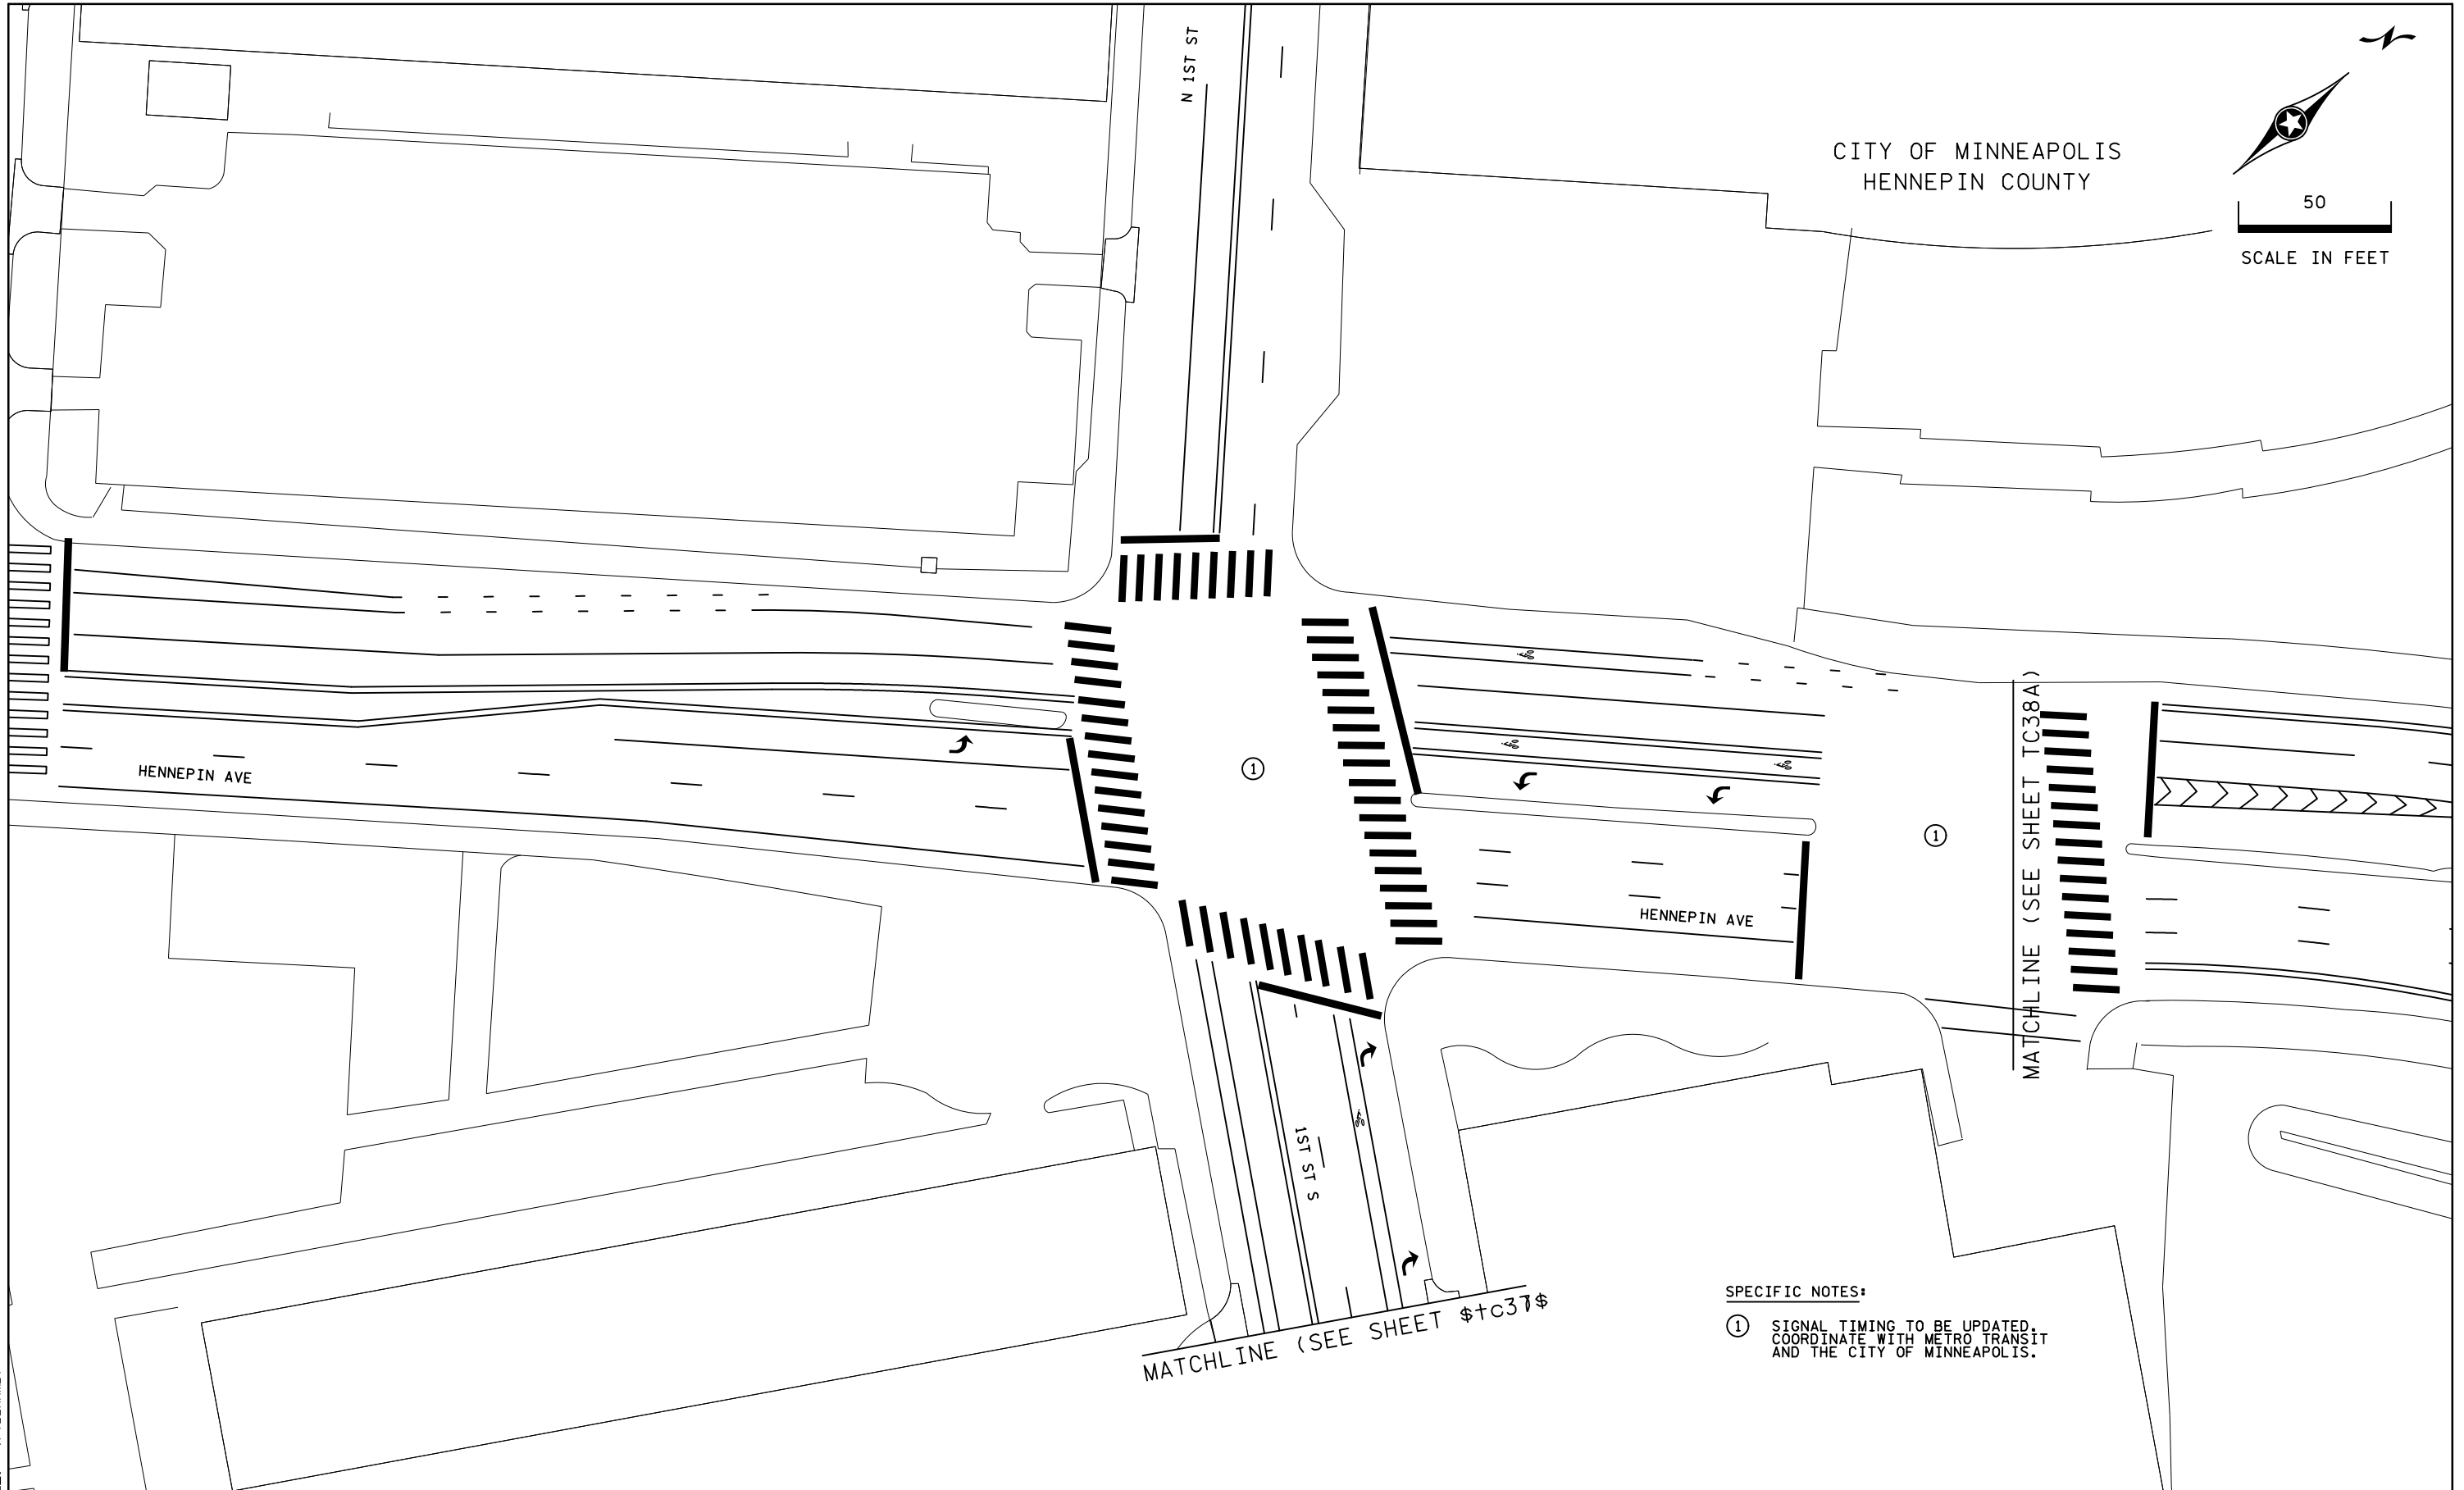 N 1ST ST
CITY OF MINNEAPOLIS
HENNEPIN COUNTY
50
SCALE IN FEET
HENNEPIN AVE
1
1
HENNEPIN AVE
MATCHLINE (SEE SHEET TC38A)
1ST ST S
MATCHLINE (SEE SHEET $tc37$
SPECIFIC NOTES:
1 SIGNAL TIMING TO BE UPDATED.
COORDINATE WITH METRO TRANSIT
AND THE CITY OF MINNEAPOLIS.